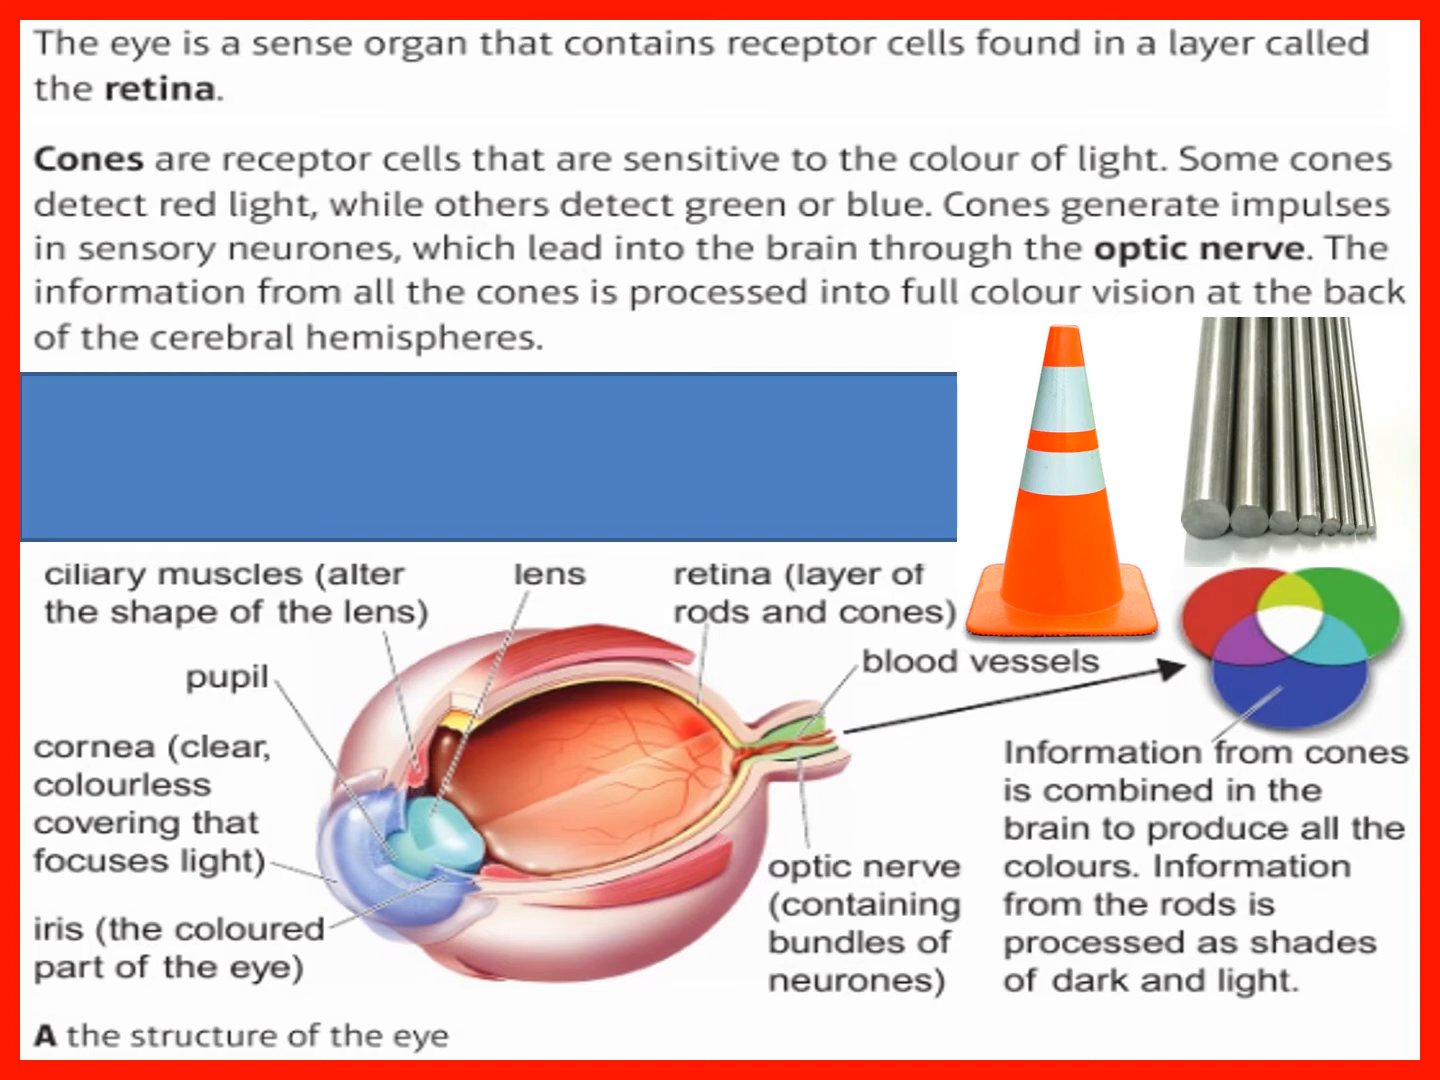 The eye is a sense organ that contains receptor cells found in a layer called
the retina.
Cones are receptor cells that are sensitive to the colour of light. Some cones
detect red light, while others detect green or blue. Cones generate impulses
in sensory neurones, which lead into the brain through the optic nerve. The
information from all the cones is processed into full colour vision at the back
of the cerebral hemispheres.
ciliary muscles (alter
the shape of the lens)
lens
retina (layer of
rods and cones)
blood vessels
pupil
cornea (clear,
colourless
covering that
focuses light)
iris (the coloured
part of the eye)
optic nerve
(containing
bundles of
neurones)
Information from cones
is combined in the
brain to produce all the
colours. Information
from the rods is
processed as shades
of dark and light.
A the structure of the eye